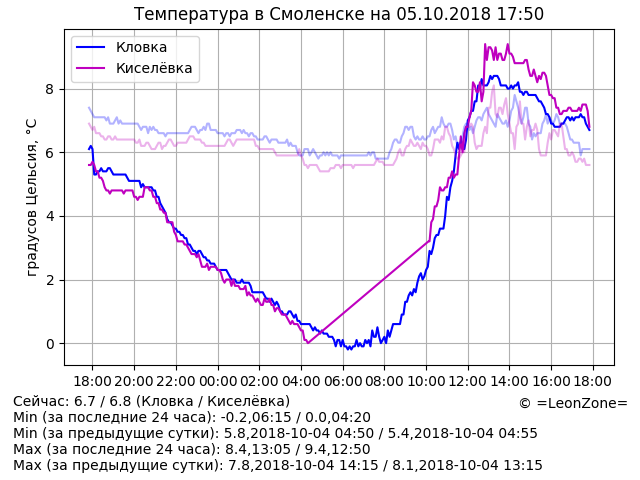 Температура в Смоленске на 05.10.2018 17:50
Кловка
Киселёвка
градусов Цельсия, °C
8
6
4
2
0
18:00 20:00 22:00 00:00 02:00 04:00 06:00 08:00 10:00 12:00 14:00 16:00 18:00
Сейчас: 6.7 / 6.8 (Кловка / Киселёвка)
© =LeonZone=
Min (за последние 24 часа): -0.2,06:15 / 0.0,04:20
Min (за предыдущие сутки): 5.8,2018-10-04 04:50 / 5.4,2018-10-04 04:55
Max (за последние 24 часа): 8.4,13:05 / 9.4,12:50
Max (за предыдущие сутки): 7.8,2018-10-04 14:15 / 8.1,2018-10-04 13:15